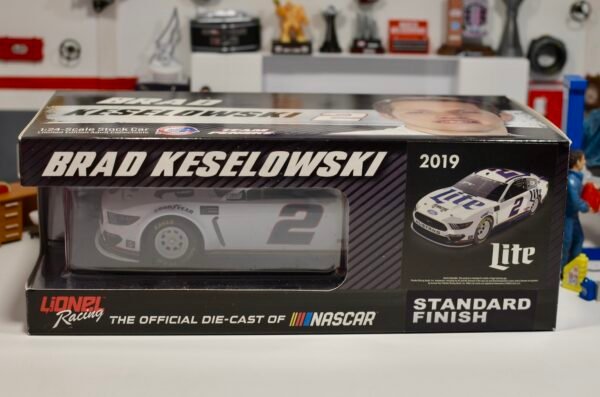 BRAD
KESELOWSKI
1:24-Scale Stock Car
BRAD KESELOWSKI
2019
GOODYEAR
2
Lite
2
Lite
LIONEL
Racing
THE OFFICIAL DIE-CAST OF NASCAR
STANDARD
FINISH